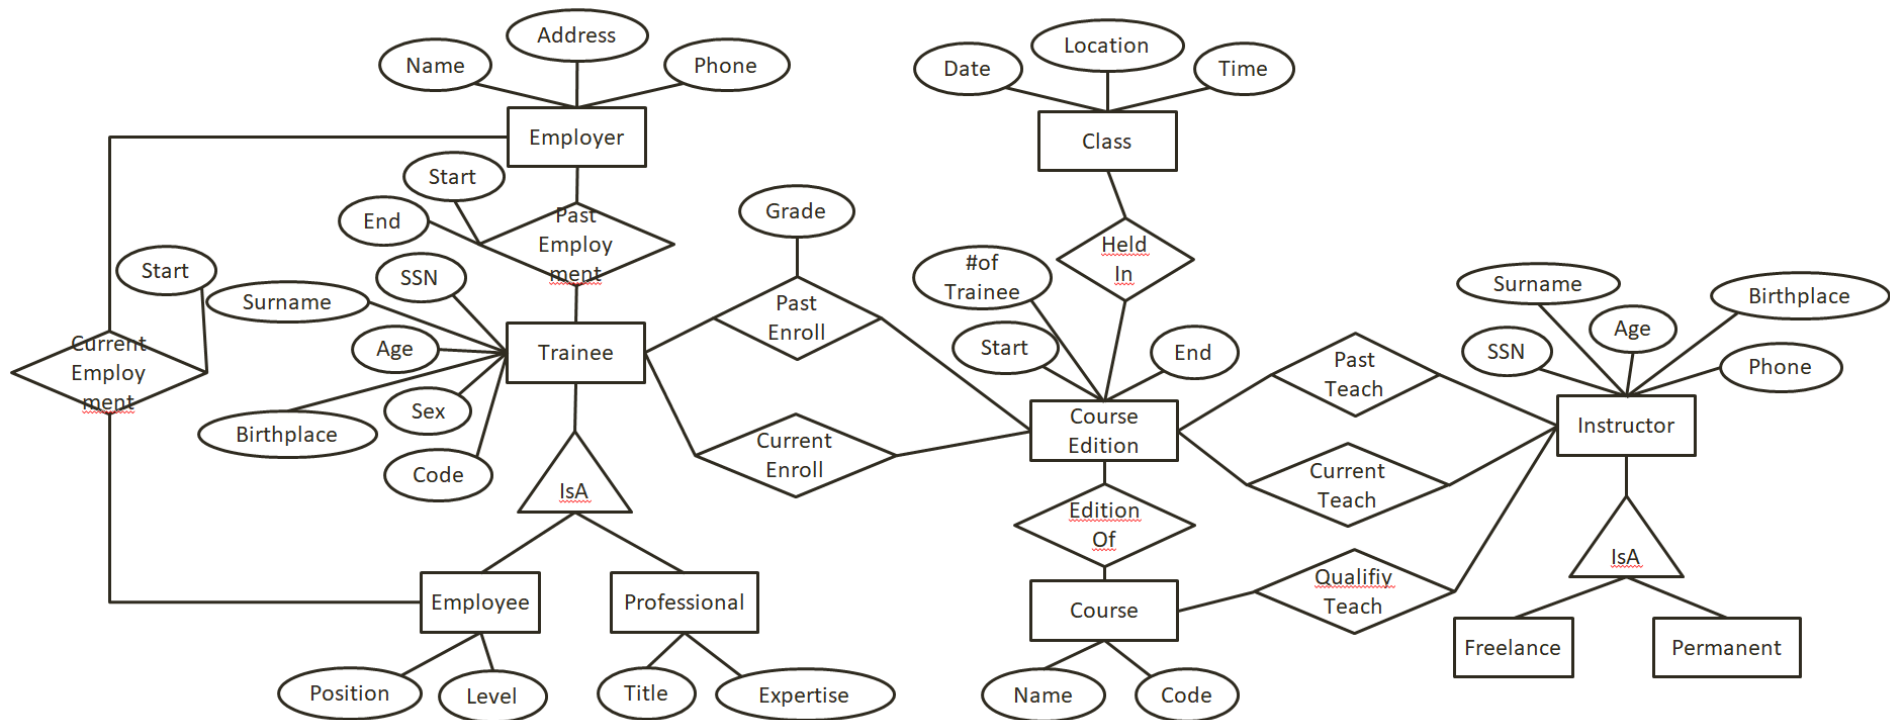 Address
Location
Name
Phone
Date
Time
Employer
Class
Start
Grade
End
Past
Employ
ment
Held
In
#of
Trainee
Start
SSN
Surname
Surname
Birthplace
Past
Enroll
Age
SSN
Age
Trainee
Start
End
Past
Teach
Phone
Current
Employ
ment
Sex
Birthplace
Code
Current
Enroll
Course
Edition
Instructor
Current
Teach
IsA
Edition
Of
IsA
Employee
Professional
Course
Qualifiy
Teach
Freelance
Permanent
Position
Level
Title
Expertise
Name
Code